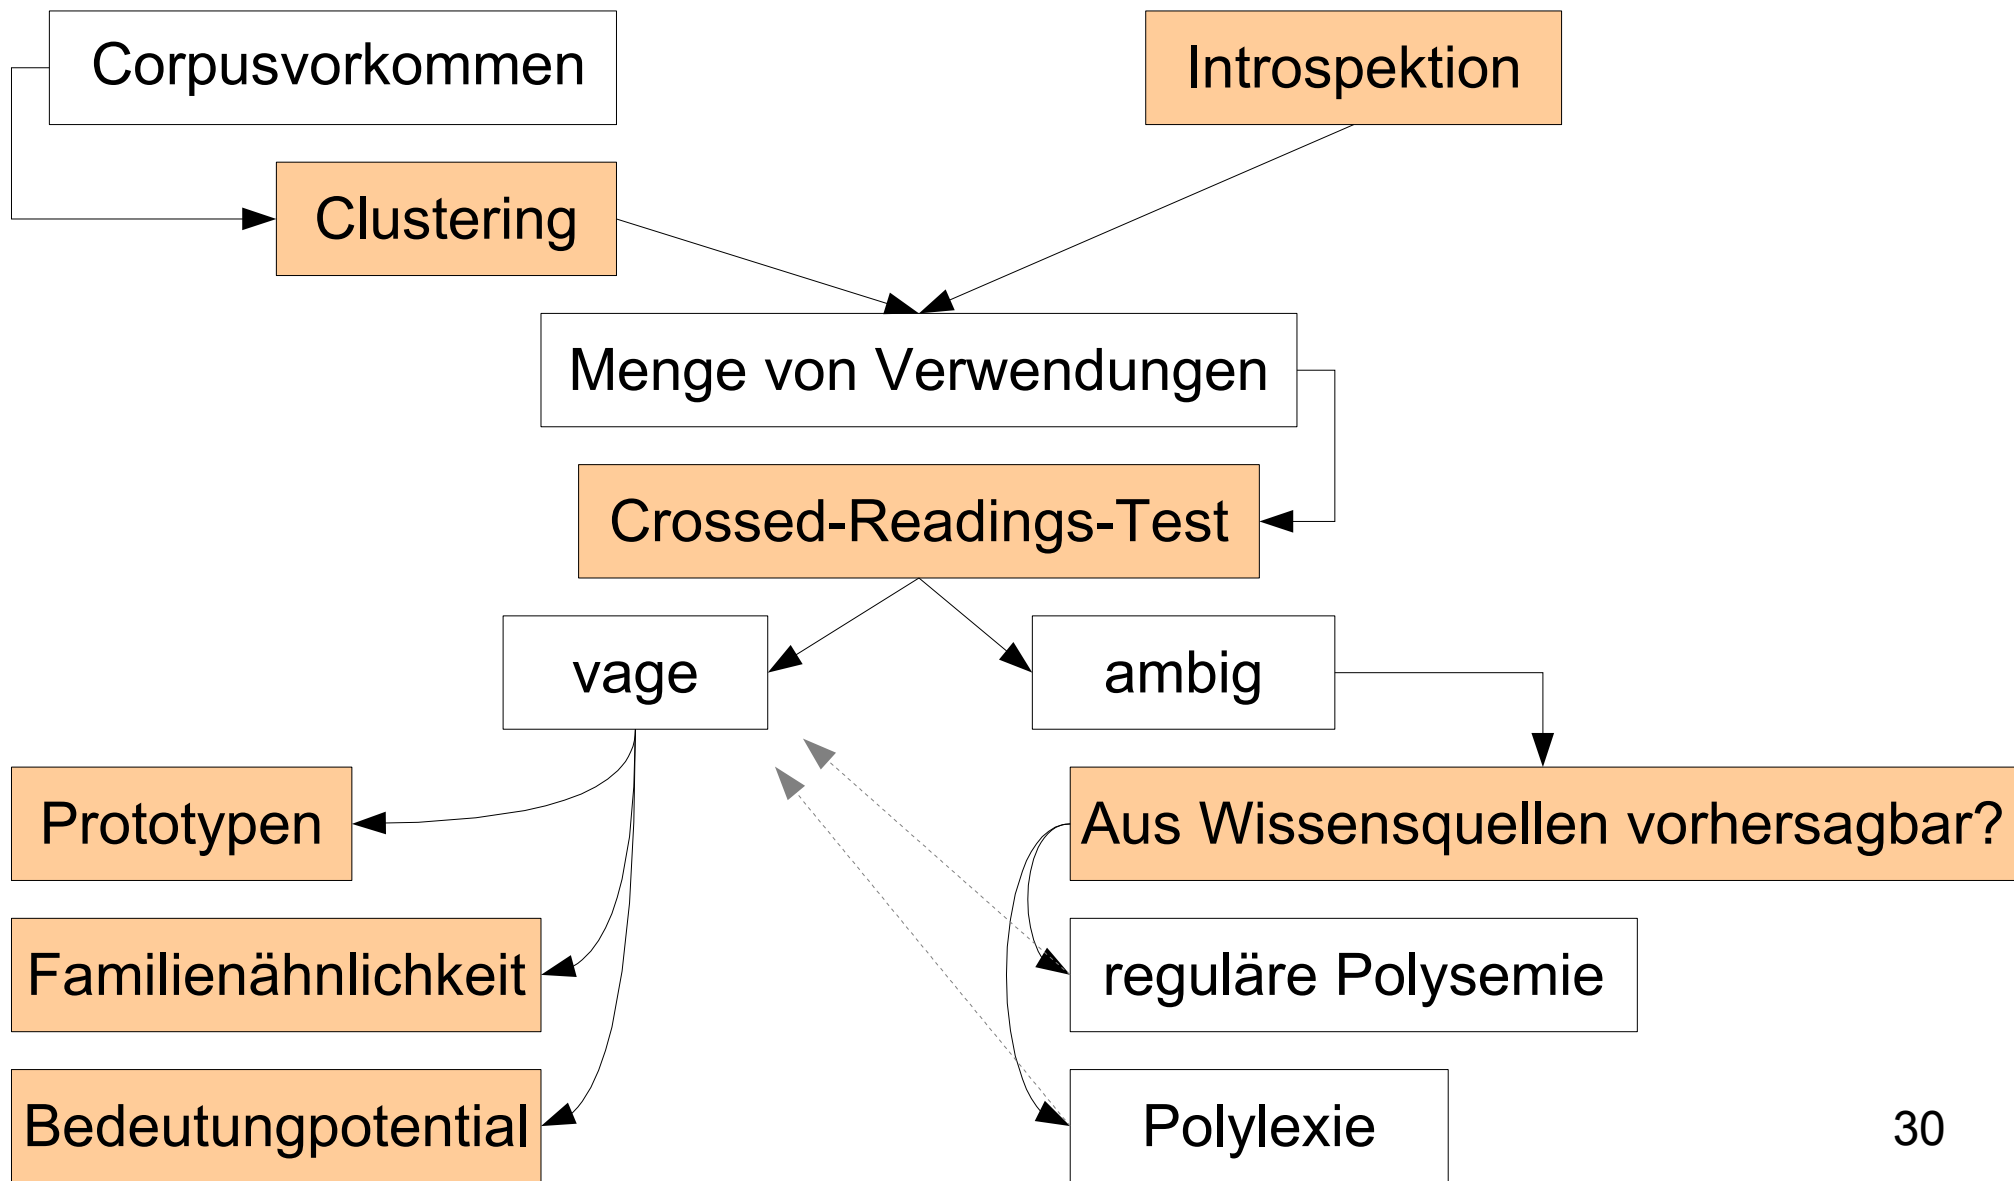 Corpusvorkommen
Introspektion
Clustering
Menge von Verwendungen
Crossed-Readings-Test
vage
ambig
Prototypen
Aus Wissensquellen vorhersagbar?
Familienähnlichkeit
reguläre Polysemie
Bedeutungpotential
Polylexie
30